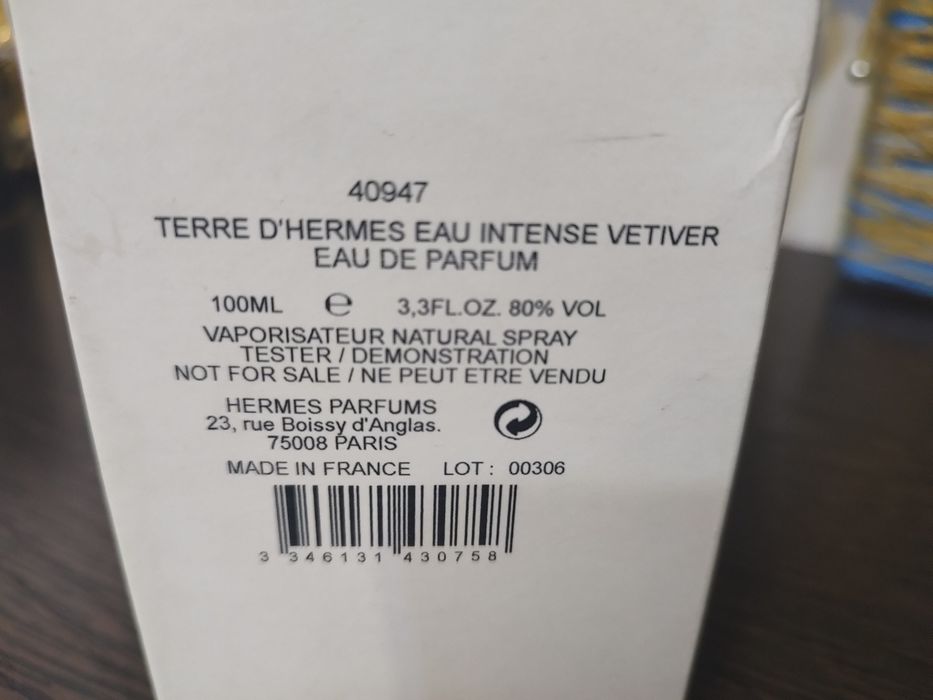 40947
TERRE D'HERMES EAU INTENSE VETIVER
EAU DE PARFUM
100ML ℮ 3,3FL.OZ. 80% VOL
VAPORISATEUR NATURAL SPRAY
TESTER / DEMONSTRATION
NOT FOR SALE / NE PEUT ETRE VENDU
HERMES PARFUMS
23, rue Boissy d'Anglas.
75008 PARIS
MADE IN FRANCE LOT : 00306
3 346131 430758